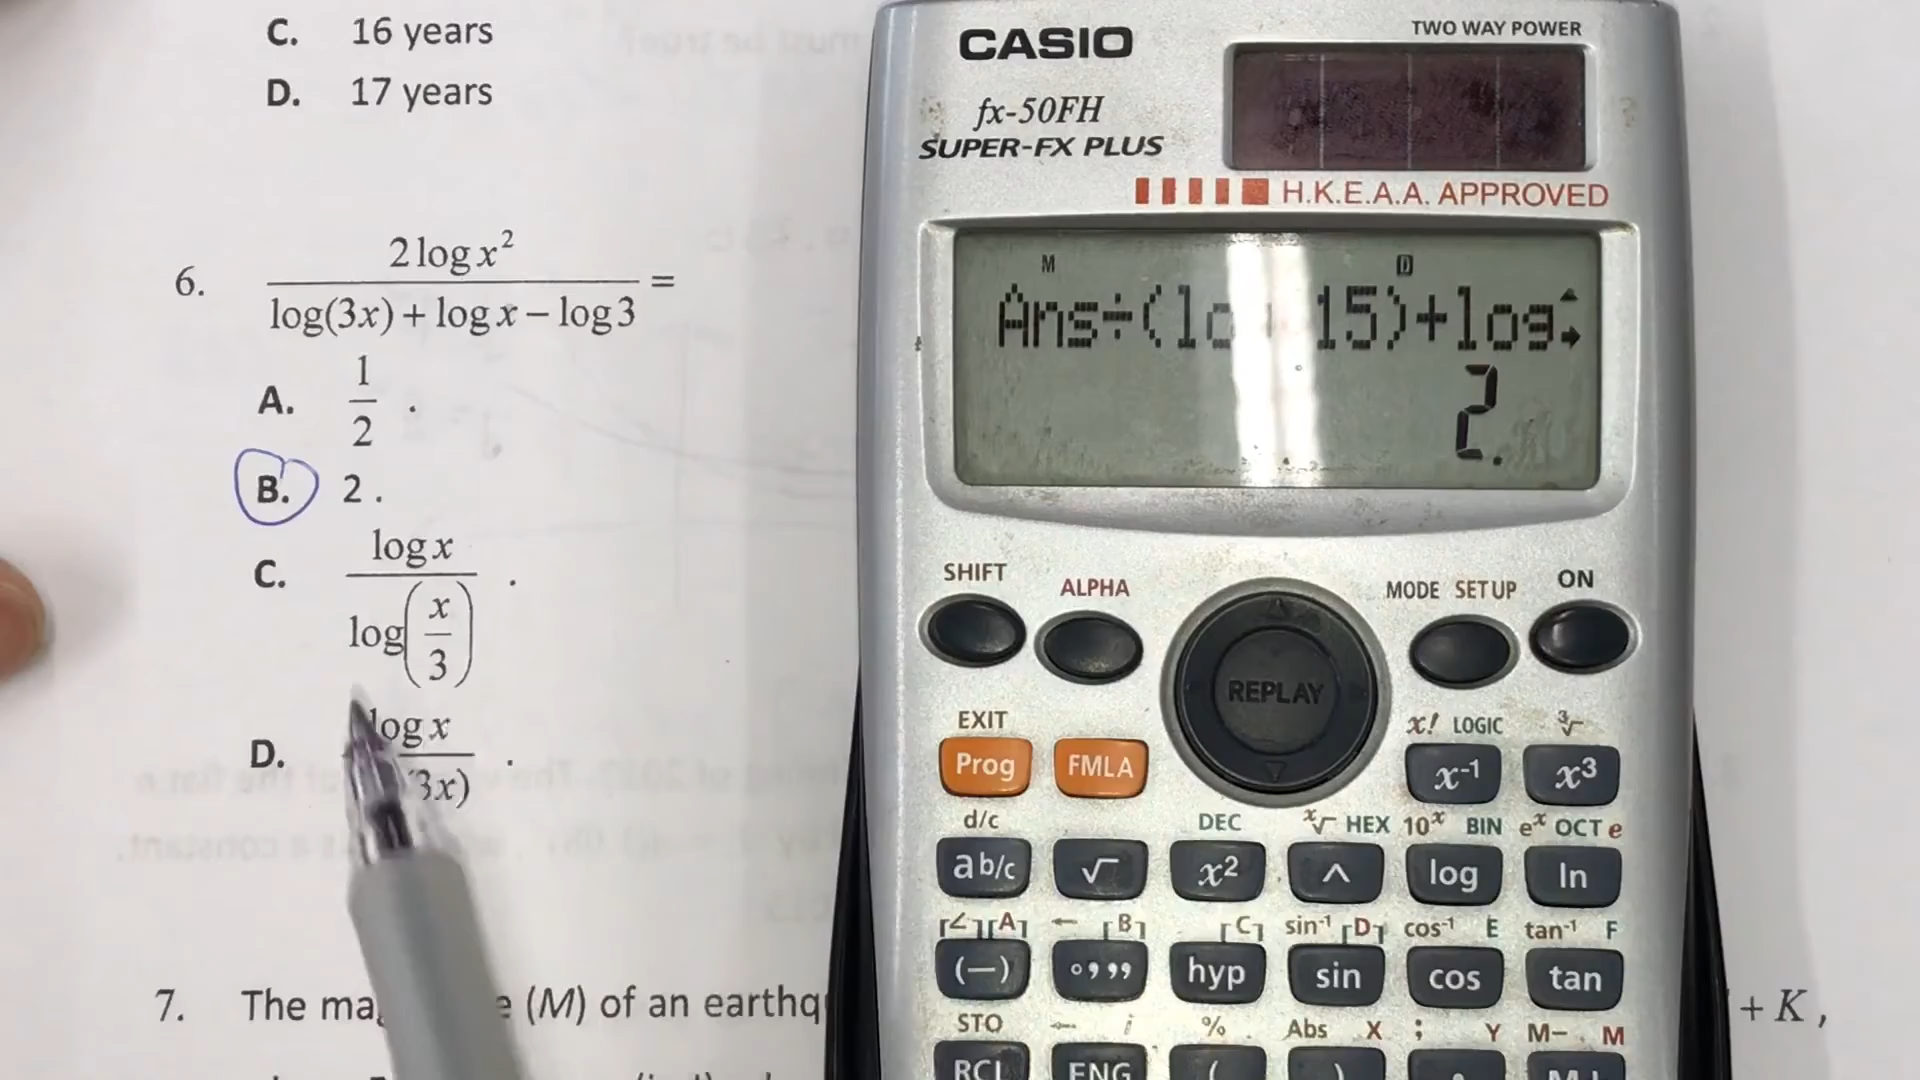 C. 16 years
D. 17 years
6. 2 log x² / log(3x) + log x − log 3 =
A. 1/2 .
B. 2 .
C. log x / log(x/3) .
D. log x / 3x) .
7. The (M) of an
+ K ,
CASIO
TWO WAY POWER
fx-50FH
SUPER-FX PLUS
H.K.E.A.A. APPROVED
M D
Ans÷( 15)+log
2.
SHIFT ALPHA MODE SETUP ON
REPLAY
EXIT x! LOGIC ³√
Prog FMLA x⁻¹ x³
d/c DEC ˣ√ HEX 10ˣ BIN eˣ OCT e
ab/c √ x² ^ log ln
∠ A ← B C sin⁻¹ D cos⁻¹ E tan⁻¹ F
(−) °,,, hyp sin cos tan
STO ← i % Abs X ; Y M− M
RCL ENG ( ) M+